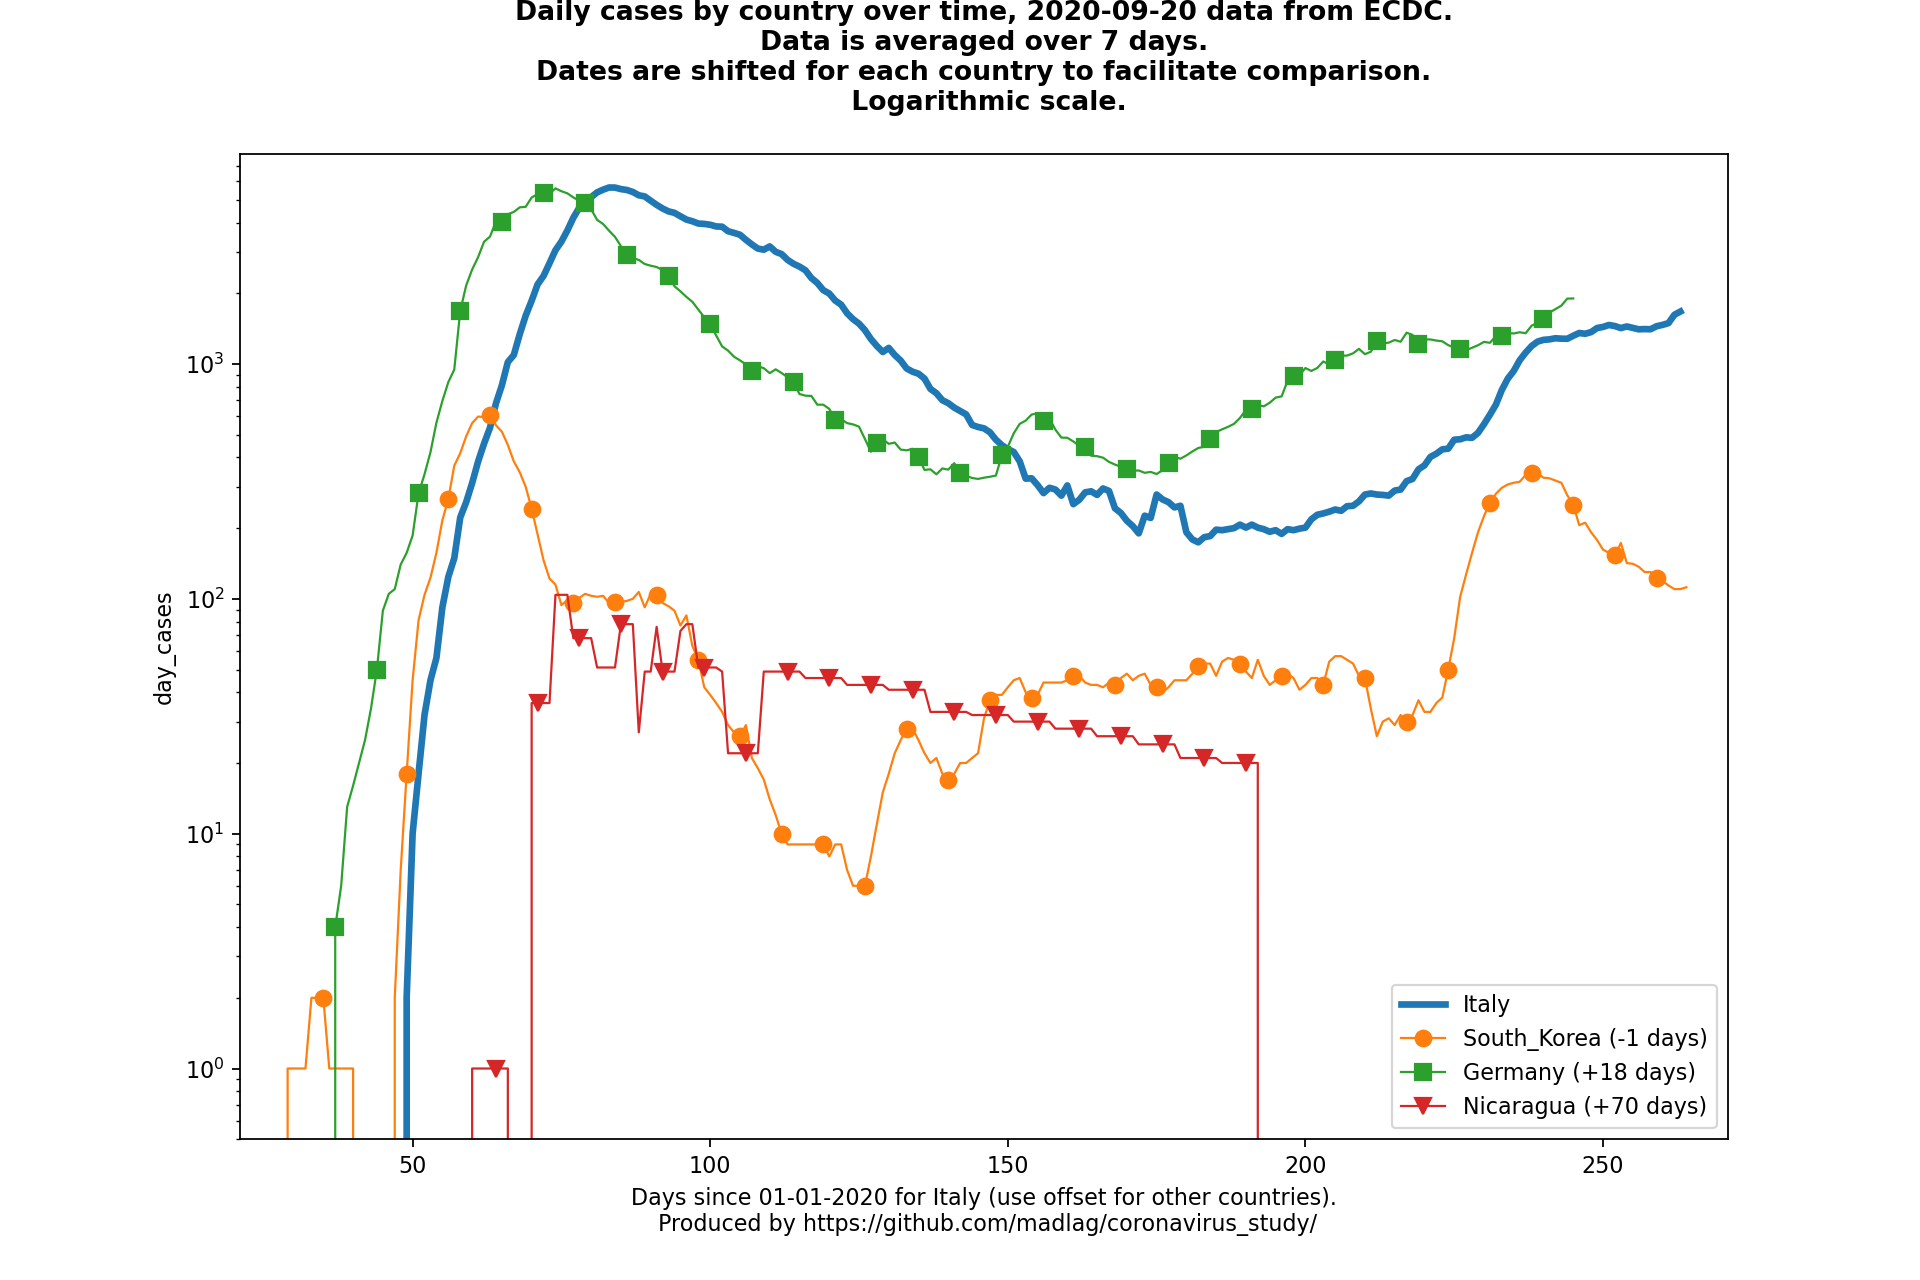 Daily cases by country over time, 2020-09-20 data from ECDC.
Data is averaged over 7 days.
Dates are shifted for each country to facilitate comparison.
Logarithmic scale.
10³
10²
10¹
10⁰
day_cases
Italy
South_Korea (-1 days)
Germany (+18 days)
Nicaragua (+70 days)
50 100 150 200 250
Days since 01-01-2020 for Italy (use offset for other countries).
Produced by https://github.com/madlag/coronavirus_study/